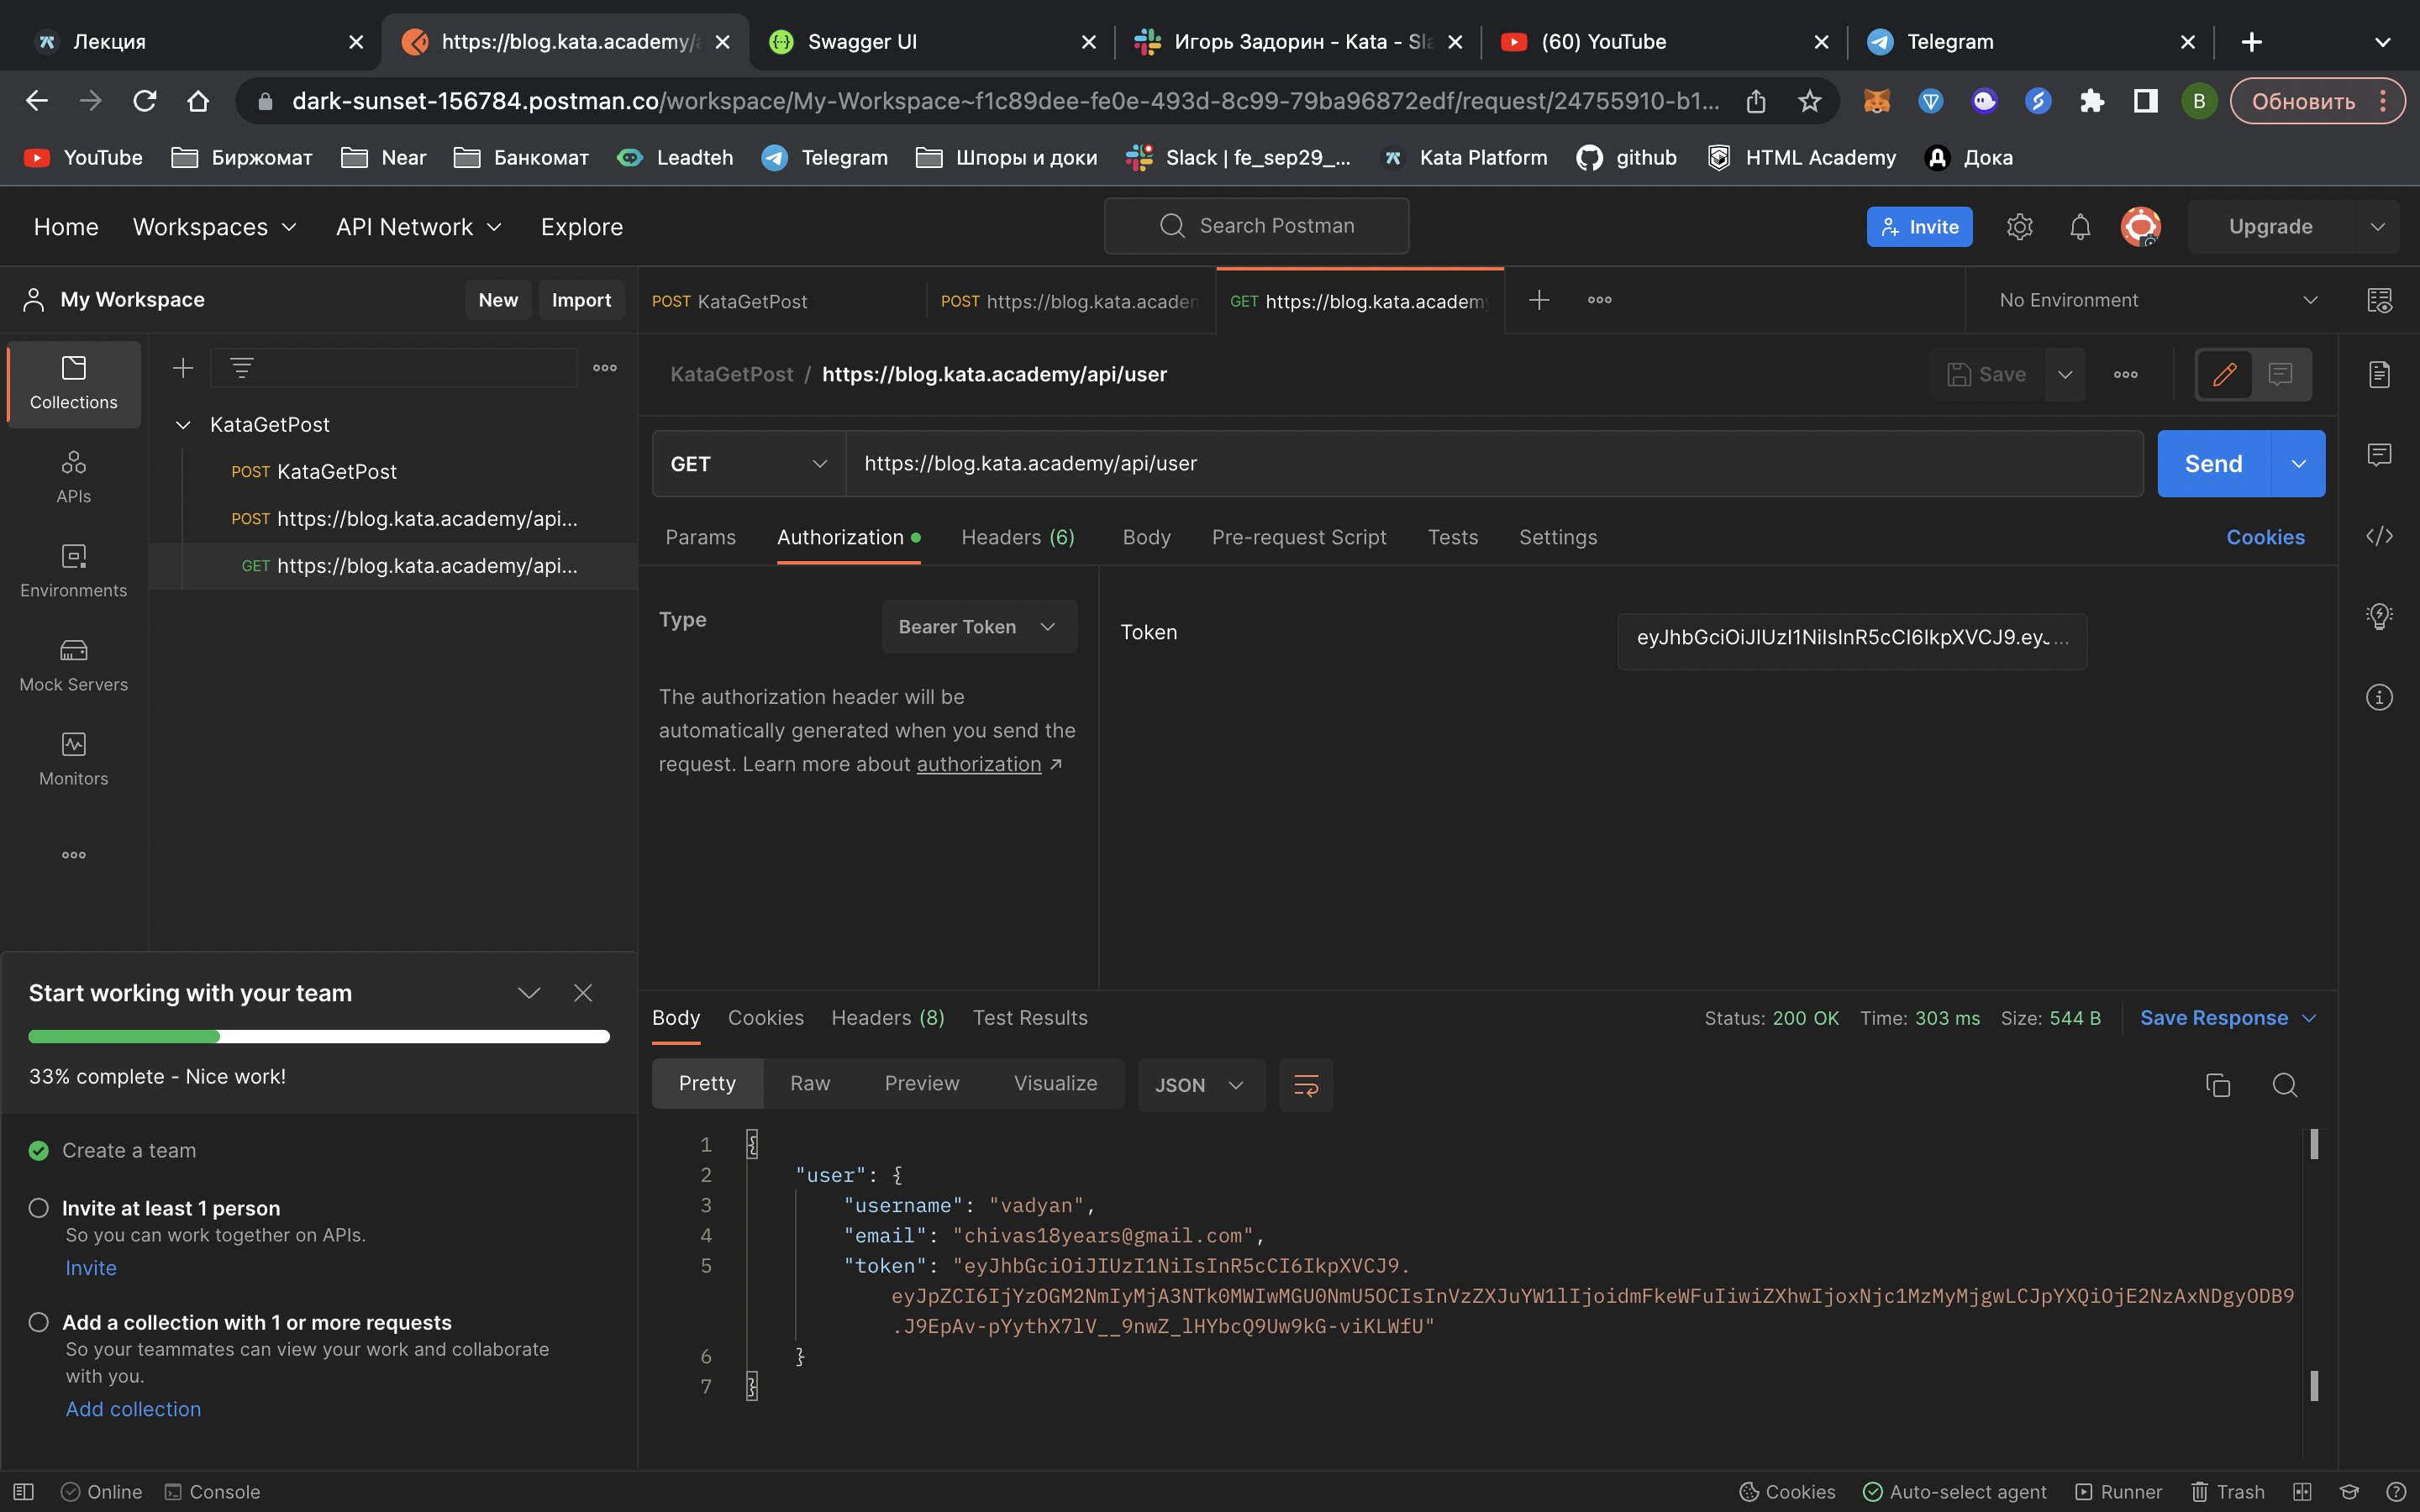 Лекция
https://blog.kata.academy/a
Swagger UI
Игорь Задорин - Kata - Sla
(60) YouTube
Telegram
dark-sunset-156784.postman.co/workspace/My-Workspace~f1c89dee-fe0e-493d-8c99-79ba96872edf/request/24755910-b1...
B
Обновить
YouTube
Биржомат
Near
Банкомат
Leadteh
Telegram
Шпоры и доки
Slack | fe_sep29_...
Kata Platform
github
HTML Academy
Дока
Home
Workspaces
API Network
Explore
Search Postman
Invite
Upgrade
My Workspace
New
Import
POST KataGetPost
POST https://blog.kata.academ
GET https://blog.kata.academy
No Environment
Collections
APIs
Environments
Mock Servers
Monitors
KataGetPost
POST KataGetPost
POST https://blog.kata.academy/api...
GET https://blog.kata.academy/api...
KataGetPost / https://blog.kata.academy/api/user
Save
GET
https://blog.kata.academy/api/user
Send
Params
Authorization
Headers (6)
Body
Pre-request Script
Tests
Settings
Cookies
Type
Bearer Token
The authorization header will be
automatically generated when you send the
request. Learn more about authorization ↗
Token
eyJhbGciOiJIUzI1NiIsInR5cCI6IkpXVCJ9.eyJ...
Start working with your team
33% complete - Nice work!
Create a team
Invite at least 1 person
So you can work together on APIs.
Invite
Add a collection with 1 or more requests
So your teammates can view your work and collaborate
with you.
Add collection
Body
Cookies
Headers (8)
Test Results
Status: 200 OK
Time: 303 ms
Size: 544 B
Save Response
Pretty
Raw
Preview
Visualize
JSON
1 {
2 "user": {
3 "username": "vadyan",
4 "email": "chivas18years@gmail.com",
5 "token": "eyJhbGciOiJIUzI1NiIsInR5cCI6IkpXVCJ9.
eyJpZCI6IjYzOGM2NmIyMjA3NTk0MWIwMGU0NmU5OCIsInVzZXJuYW1lIjoidmFkeWFuIiwiZXhwIjoxNjc1MzMyMjgwLCJpYXQiOjE2NzAxNDgyODB9
.J9EpAv-pYythX7lV__9nwZ_lHYbcQ9Uw9kG-viKLWfU"
6 }
7 }
Online
Console
Cookies
Auto-select agent
Runner
Trash